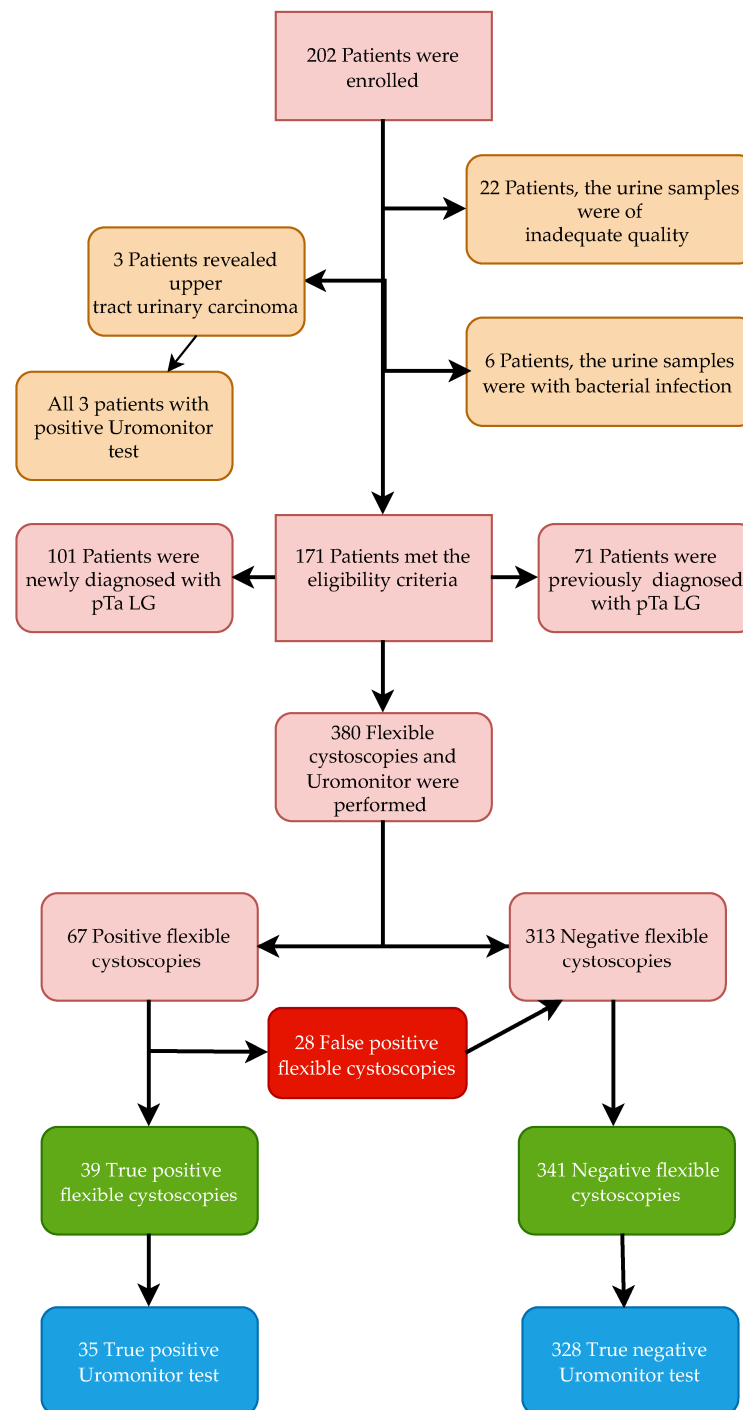 202 Patients were
enrolled
22 Patients, the urine samples
were of
inadequate quality
3 Patients revealed
upper
tract urinary carcinoma
6 Patients, the urine samples
were with bacterial infection
All 3 patients with
positive Uromonitor
test
101 Patients were
newly diagnosed with
pTa LG
171 Patients met the
eligibility criteria
71 Patients were
previously diagnosed
with pTa LG
380 Flexible
cystoscopies and
Uromonitor were
performed
67 Positive flexible
cystoscopies
313 Negative flexible
cystoscopies
28 False positive
flexible cystoscopies
39 True positive
flexible cystoscopies
341 Negative flexible
cystoscopies
35 True positive
Uromonitor test
328 True negative
Uromonitor test